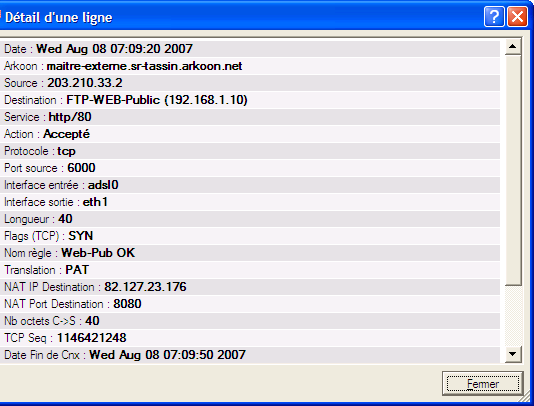 Détail d'une ligne
Date : Wed Aug 08 07:09:20 2007
Arkoon : maitre-externe.sr-tassin.arkoon.net
Source : 203.210.33.2
Destination : FTP-WEB-Public (192.168.1.10)
Service : http/80
Action : Accepté
Protocole : tcp
Port source : 6000
Interface entrée : adsl0
Interface sortie : eth1
Longueur : 40
Flags (TCP) : SYN
Nom règle : Web-Pub OK
Translation : PAT
NAT IP Destination : 82.127.23.176
NAT Port Destination : 8080
Nb octets C->S : 40
TCP Seq : 1146421248
Date Fin de Cnx : Wed Aug 08 07:09:50 2007
Fermer